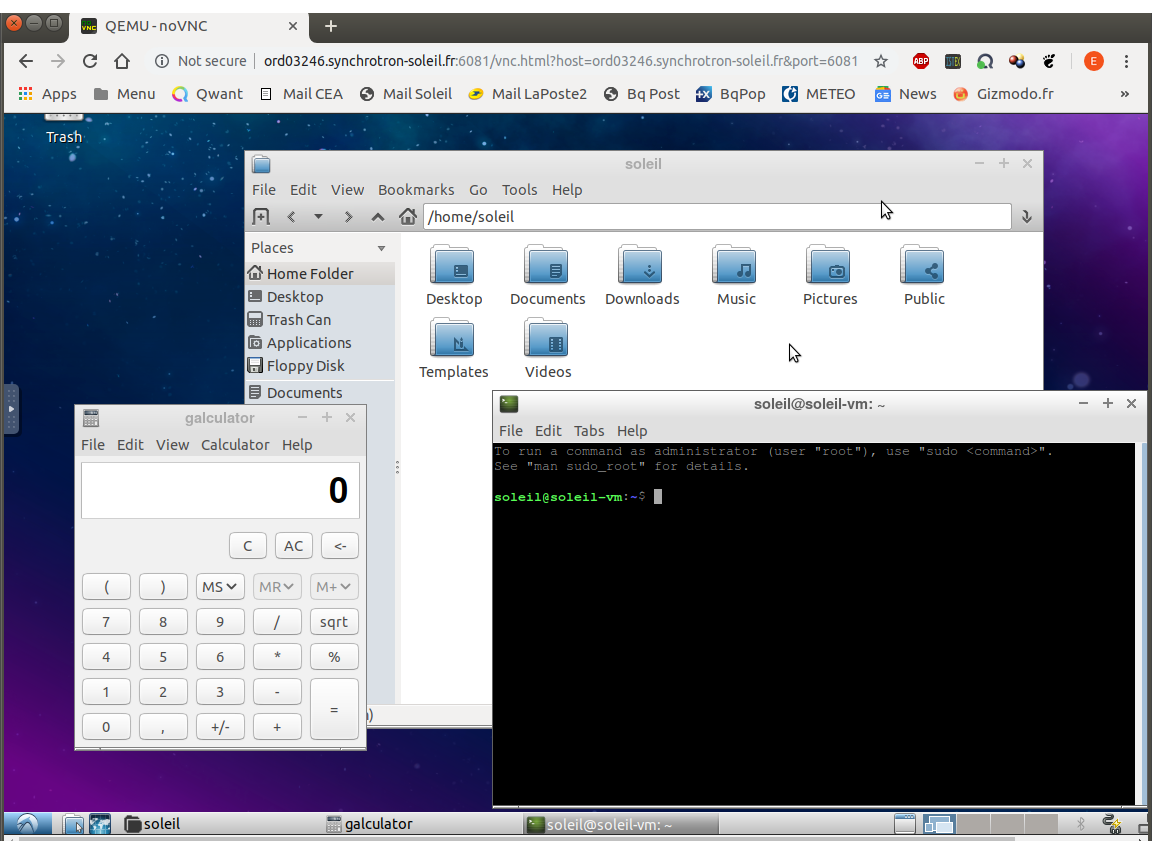 QEMU - noVNC
Not secure | ord03246.synchrotron-soleil.fr:6081/vnc.html?host=ord03246.synchrotron-soleil.fr&port=6081
ABP
E
Apps Menu Qwant Mail CEA Mail Soleil Mail LaPoste2 Bq Post BqPop METEO News Gizmodo.fr »
Trash
soleil
File Edit View Bookmarks Go Tools Help
/home/soleil
Places
Home Folder
Desktop
Trash Can
Applications
Floppy Disk
Documents
Desktop Documents Downloads Music Pictures Public
Templates Videos
galculator
File Edit View Calculator Help
0
C AC <-
( ) MS MR M+
7 8 9 / sqrt
4 5 6 * %
1 2 3 - =
0 , +/- +
soleil@soleil-vm: ~
File Edit Tabs Help
To run a command as administrator (user "root"), use "sudo <command>".
See "man sudo_root" for details.
soleil@soleil-vm:~$
soleil galculator soleil@soleil-vm: ~